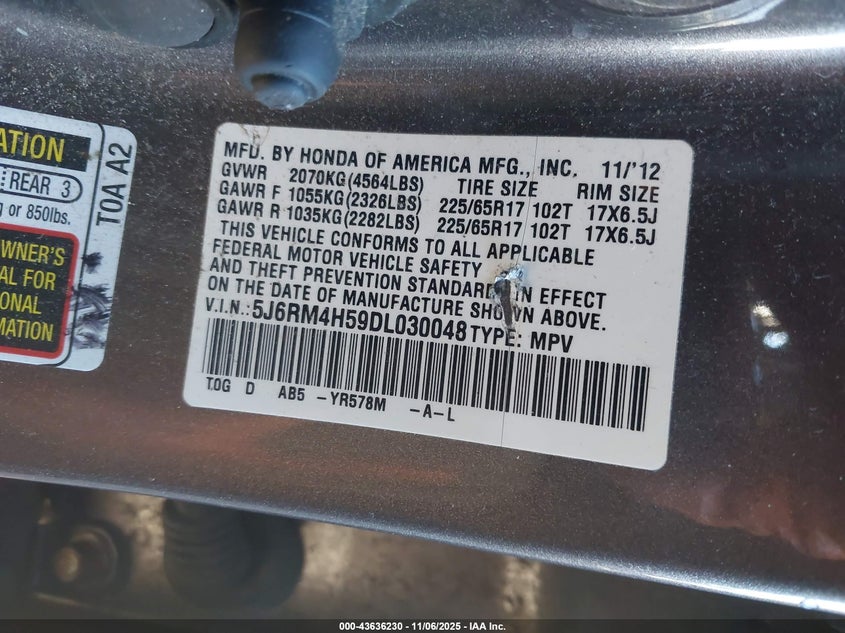 ATION
REAR 3
g or 850lbs.
WNER'S
AL FOR
IONAL
MATION
TOA A2
MFD. BY HONDA OF AMERICA MFG., INC. 11/'12
GVWR 2070KG(4564LBS) TIRE SIZE RIM SIZE
GAWR F 1055KG(2326LBS) 225/65R17 102T 17X6.5J
GAWR R 1035KG(2282LBS) 225/65R17 102T 17X6.5J
THIS VEHICLE CONFORMS TO ALL APPLICABLE
FEDERAL MOTOR VEHICLE SAFETY
AND THEFT PREVENTION STANDARDS IN EFFECT
ON THE DATE OF MANUFACTURE SHOWN ABOVE.
V.I.N.: 5J6RM4H59DL030048 TYPE: MPV
TOG D AB5 -YR578M -A-L
000-43636230 - 11/06/2025 - IAA Inc.